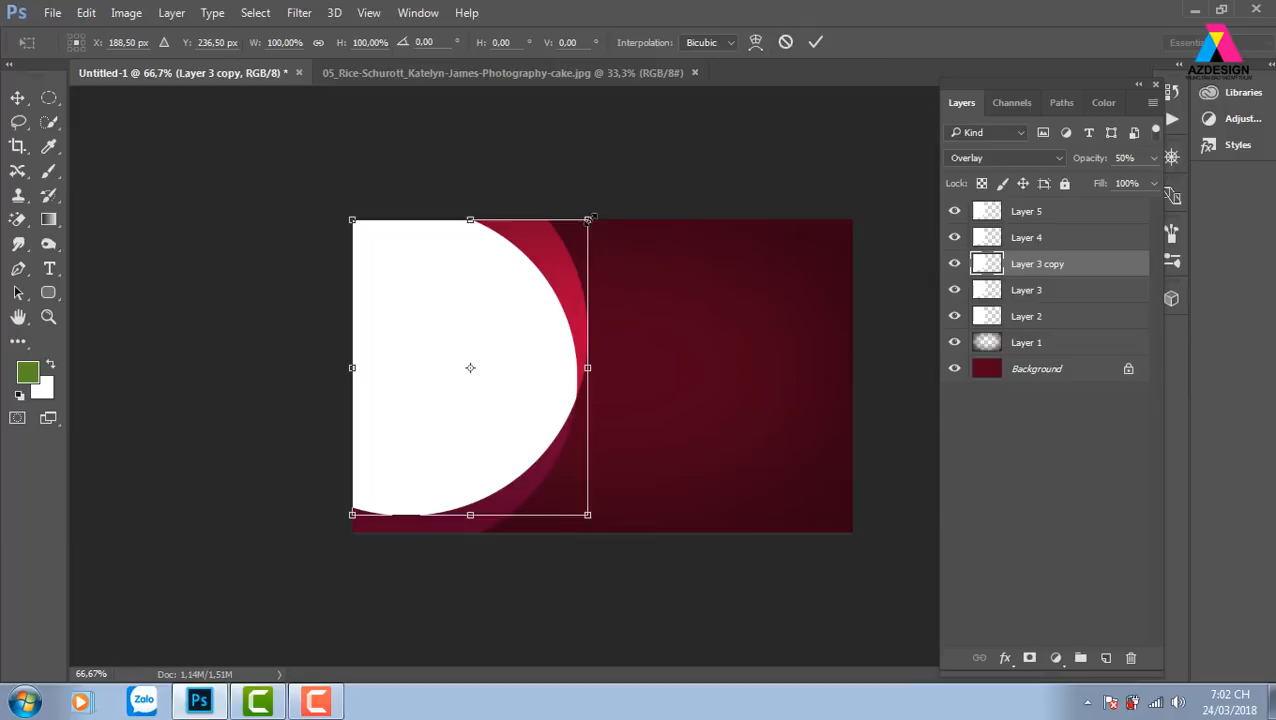 Ps File Edit Image Layer Type Select Filter 3D View Window Help
X: 188,50 px Y: 236,50 px W: 100,00% H: 100,00% 0,00 ° H: 0,00 ° V: 0,00 ° Interpolation: Bicubic
AZDESIGN
Untitled-1 @ 66,7% (Layer 3 copy, RGB/8) * × 05_Rice-Schurott_Katelyn-James-Photography-cake.jpg @ 33,3% (RGB/8#) ×
Layers Channels Paths Color
Libraries
Adjust...
Styles
Kind
Overlay Opacity: 50%
Lock: Fill: 100%
Layer 5
Layer 4
Layer 3 copy
Layer 3
Layer 2
Layer 1
Background
66,67% Doc: 1,14M/1,51M
Zalo
Ps
7:02 CH
24/03/2018